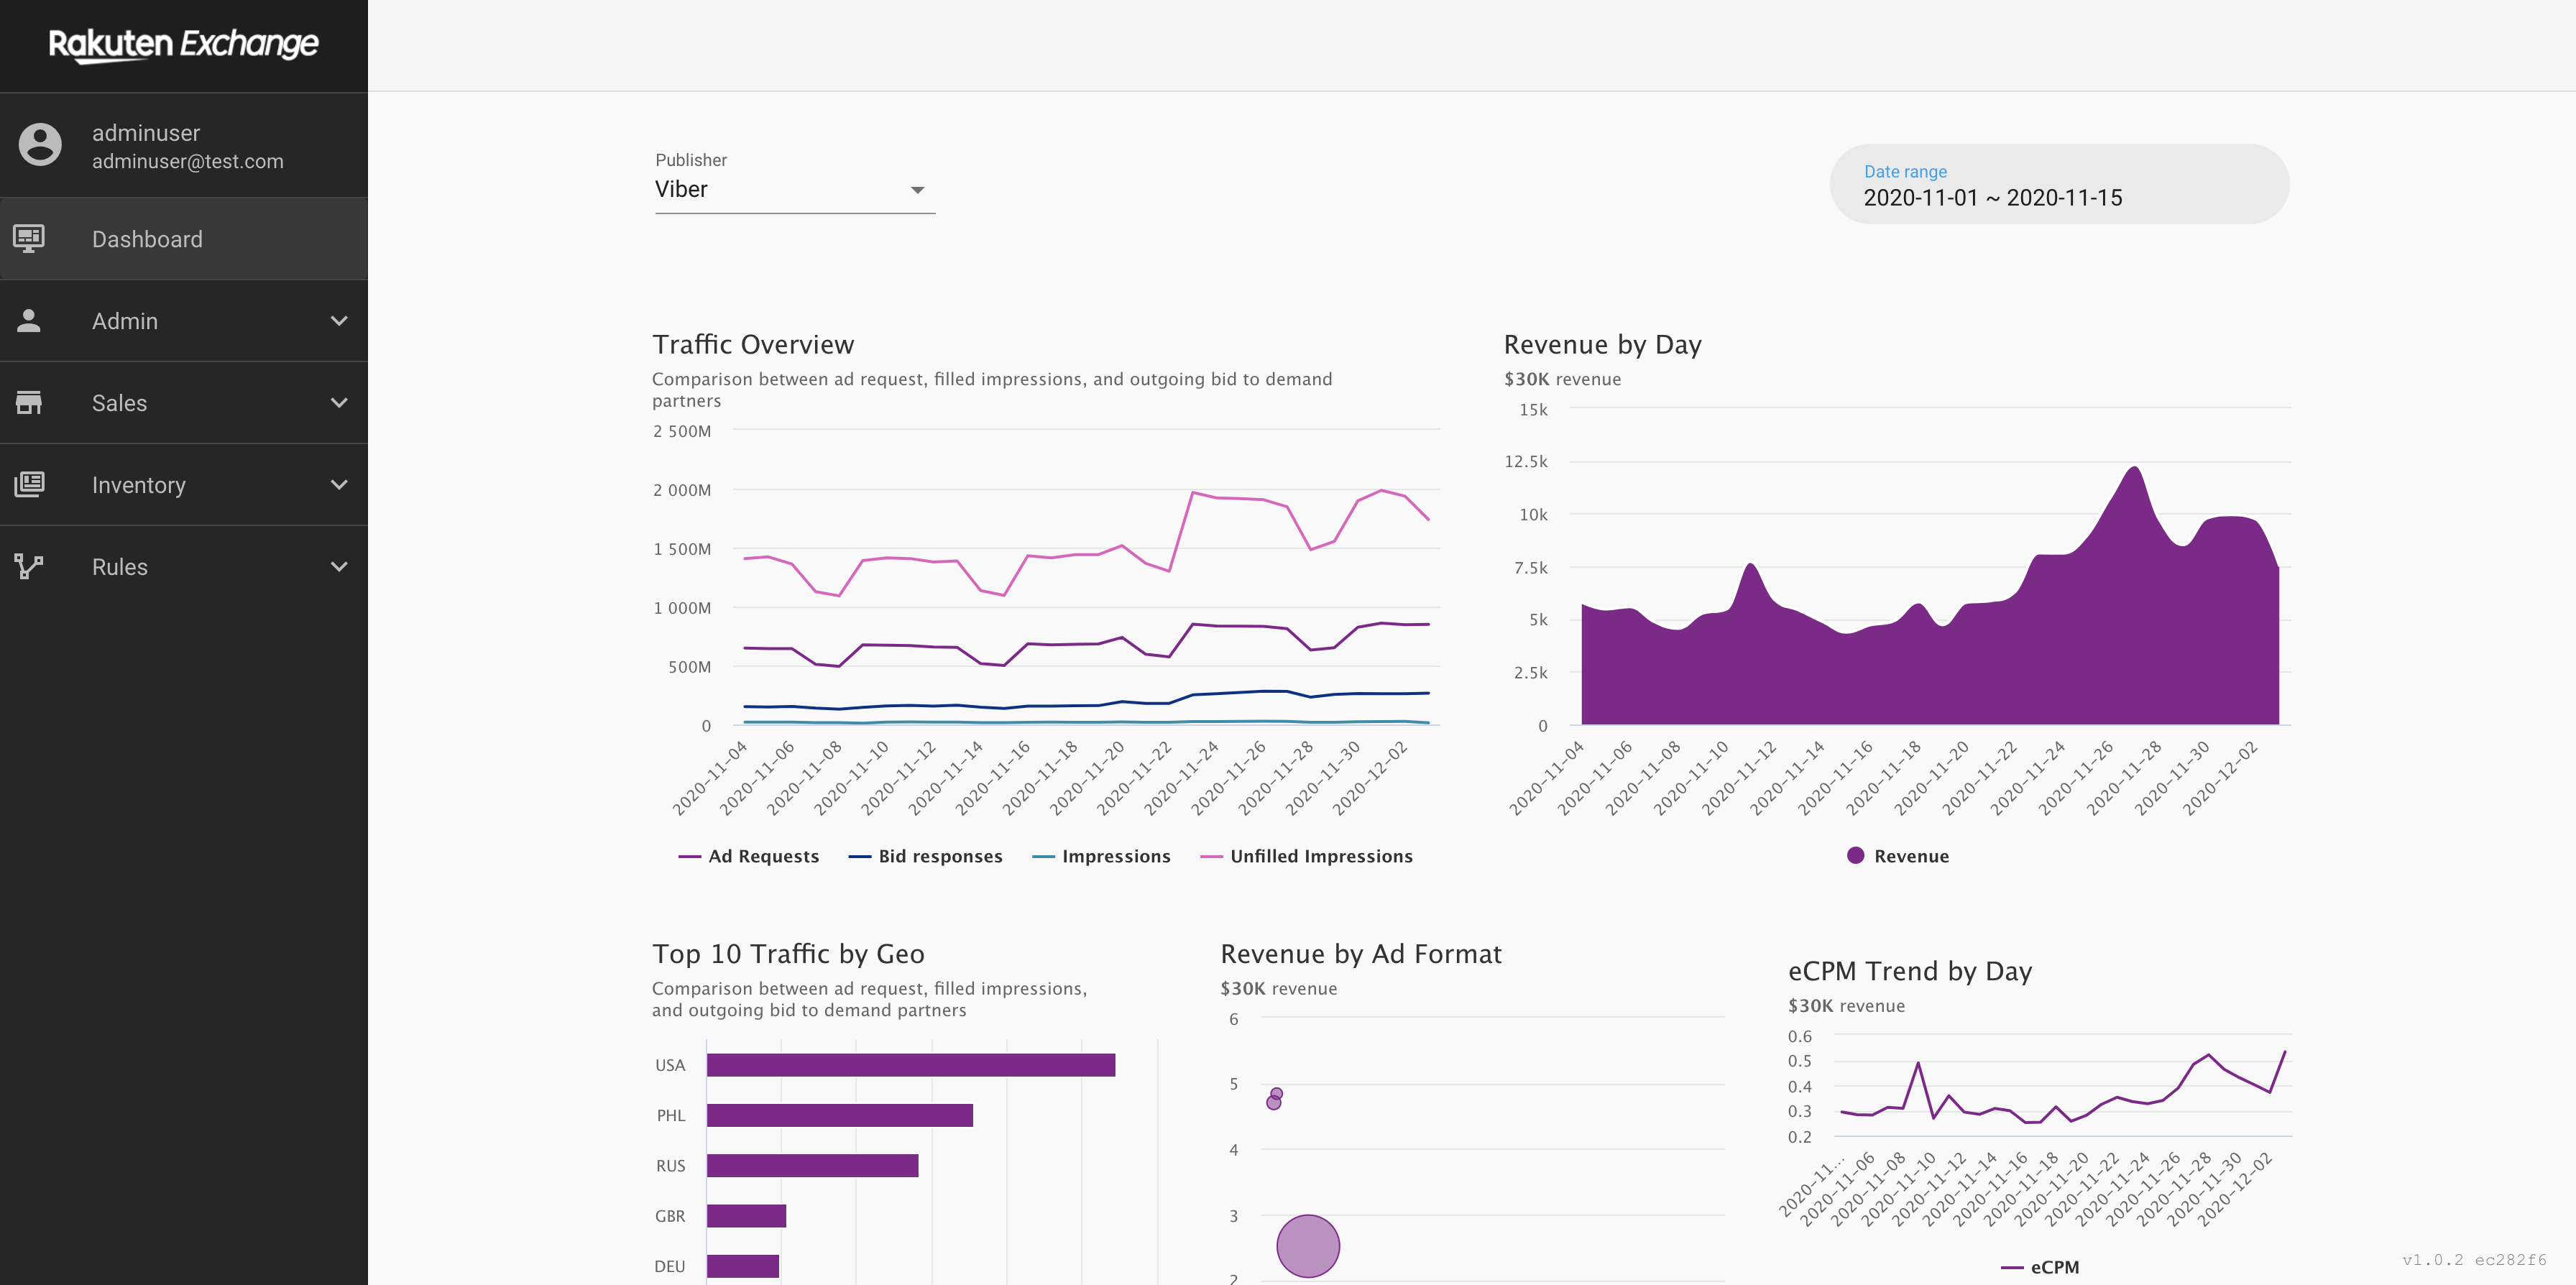 Rakuten Exchange
adminuser
adminuser@test.com
Dashboard
Admin
Sales
Inventory
Rules
Publisher
Viber
Date range
2020-11-01 ~ 2020-11-15
Traffic Overview
Comparison between ad request, filled impressions, and outgoing bid to demand
partners
2 500M
2 000M
1 500M
1 000M
500M
0
2020-11-04
2020-11-06
2020-11-08
2020-11-10
2020-11-12
2020-11-14
2020-11-16
2020-11-18
2020-11-20
2020-11-22
2020-11-24
2020-11-26
2020-11-28
2020-11-30
2020-12-02
Ad Requests
Bid responses
Impressions
Unfilled Impressions
Revenue by Day
$30K revenue
15k
12.5k
10k
7.5k
5k
2.5k
0
2020-11-04
2020-11-06
2020-11-08
2020-11-10
2020-11-12
2020-11-14
2020-11-16
2020-11-18
2020-11-20
2020-11-22
2020-11-24
2020-11-26
2020-11-28
2020-11-30
2020-12-02
Revenue
Top 10 Traffic by Geo
Comparison between ad request, filled impressions,
and outgoing bid to demand partners
USA
PHL
RUS
GBR
DEU
Revenue by Ad Format
$30K revenue
6
5
4
3
2
eCPM Trend by Day
$30K revenue
0.6
0.5
0.4
0.3
0.2
2020-11...
2020-11-06
2020-11-08
2020-11-10
2020-11-12
2020-11-14
2020-11-16
2020-11-18
2020-11-20
2020-11-22
2020-11-24
2020-11-26
2020-11-28
2020-11-30
2020-12-02
eCPM
v1.0.2 ec282f6